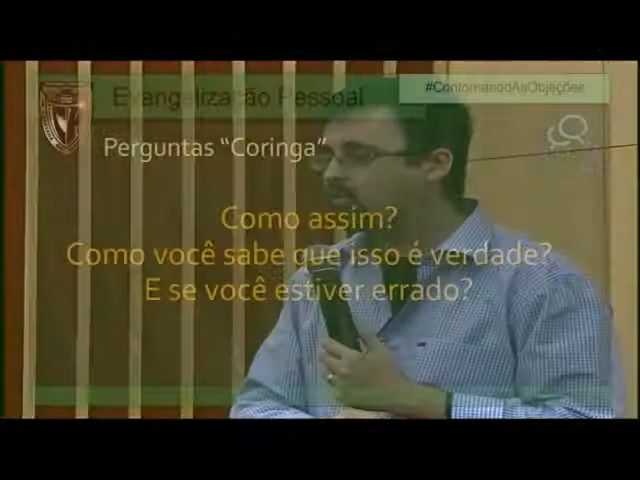 Evangelização Pessoal
#ContornandoAsObjeções
Perguntas “Coringa”
Como assim?
Como você sabe que isso é verdade?
E se você estiver errado?